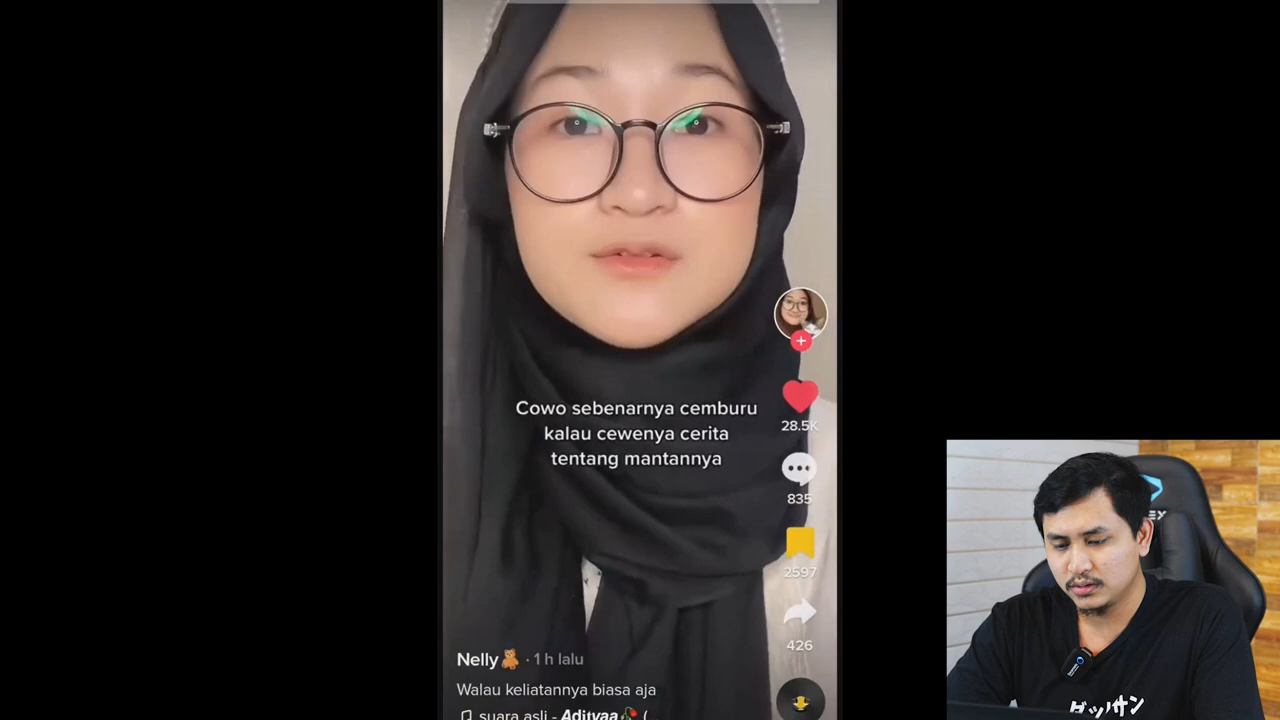 Cowo sebenarnya cemburu
kalau cewenya cerita
tentang mantannya
28.5K
835
2597
426
Nelly🧸 · 1 h lalu
Walau keliatannya biasa aja
suara asli - Adityaa🥀 (
EX